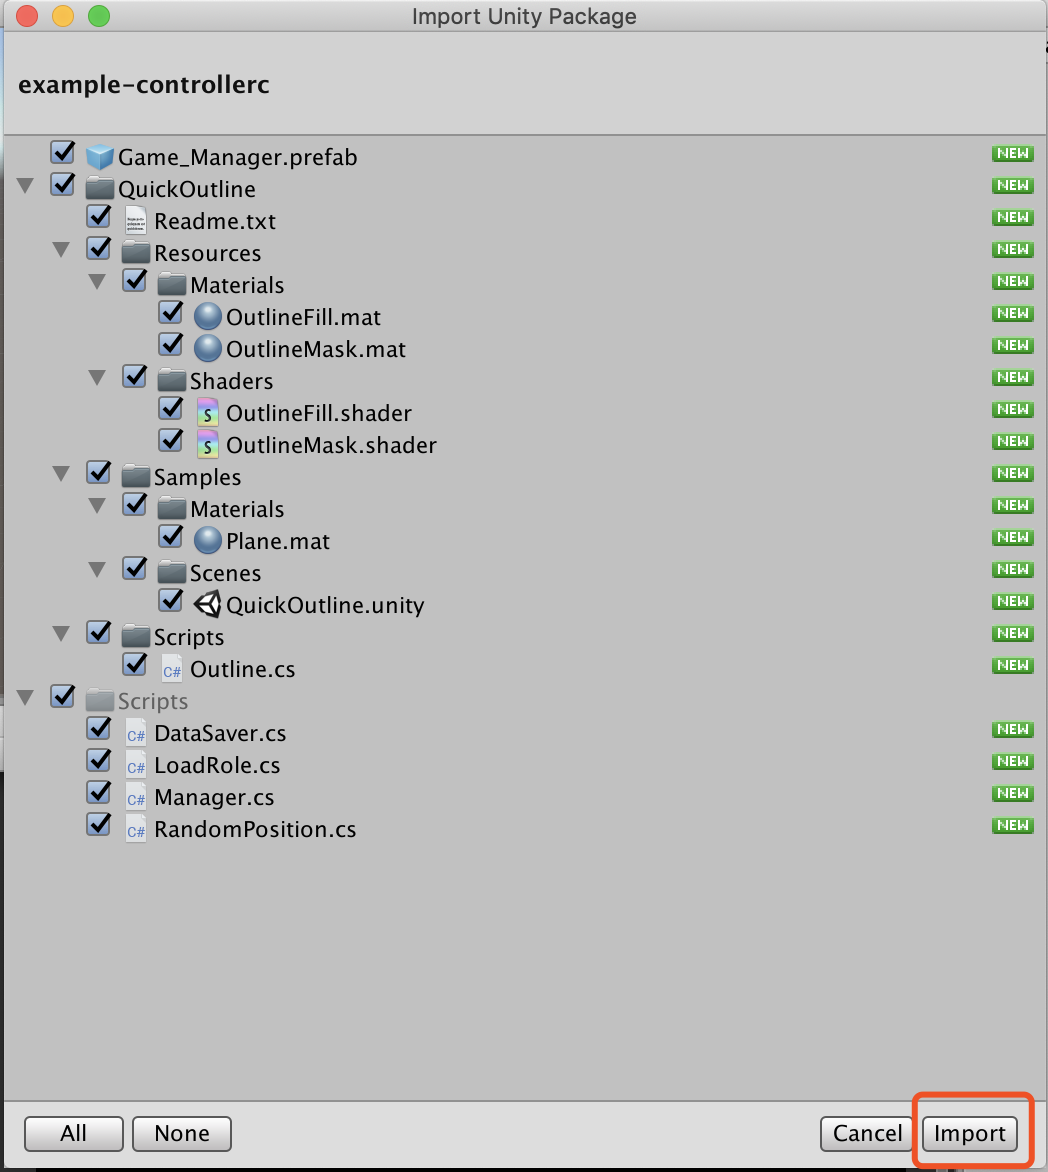 Import Unity Package
example-controllerc
Game_Manager.prefab NEW
QuickOutline NEW
Readme.txt NEW
Resources NEW
Materials NEW
OutlineFill.mat NEW
OutlineMask.mat NEW
Shaders NEW
S OutlineFill.shader NEW
S OutlineMask.shader NEW
Samples NEW
Materials NEW
Plane.mat NEW
Scenes NEW
QuickOutline.unity NEW
Scripts NEW
C# Outline.cs NEW
Scripts
C# DataSaver.cs NEW
C# LoadRole.cs NEW
C# Manager.cs NEW
C# RandomPosition.cs NEW
All None Cancel Import